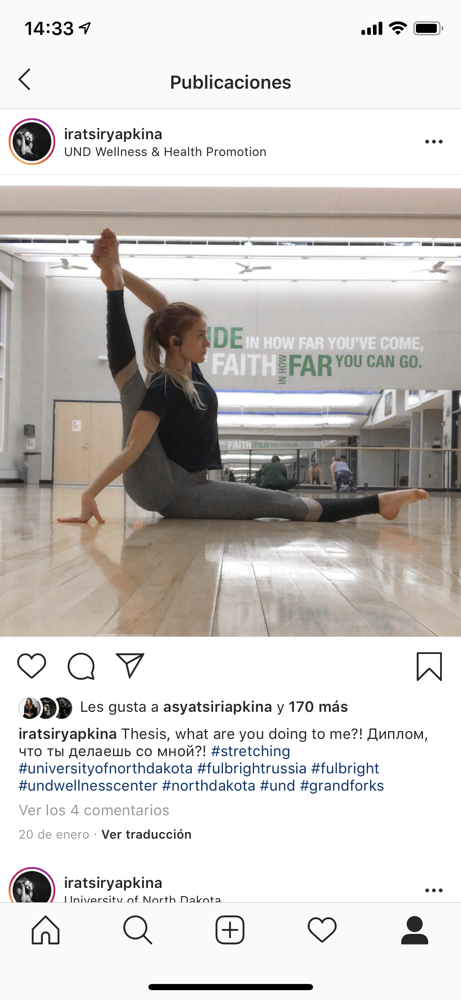 14:33
Publicaciones
iratsiryapkina
UND Wellness & Health Promotion
IN HOW FAR YOU'VE COME,
FAITH IN HOW FAR YOU CAN GO.
FAITH FAR YOU CAN GO
Les gusta a asyatsiriapkina y 170 más
iratsiryapkina Thesis, what are you doing to me?! Диплом,
что ты делаешь со мной?! #stretching
#universityofnorthdakota #fulbrightrussia #fulbright
#undwellnesscenter #northdakota #und #grandforks
Ver los 4 comentarios
20 de enero · Ver traducción
iratsiryapkina
University of North Dakota